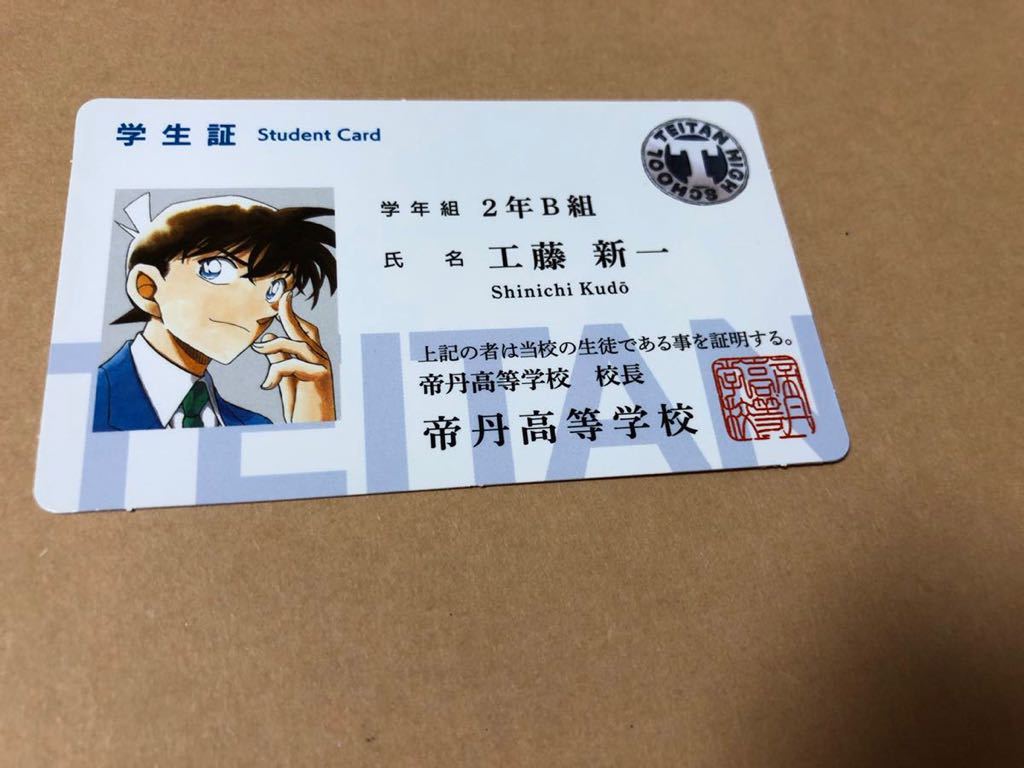 学生証 Student Card
TEITAN HIGH SCHOOL
T
学年組 2年B組
氏名 工藤 新一
Shinichi Kudō
上記の者は当校の生徒である事を証明する。
帝丹高等学校 校長
帝丹高等学校
TEITAN